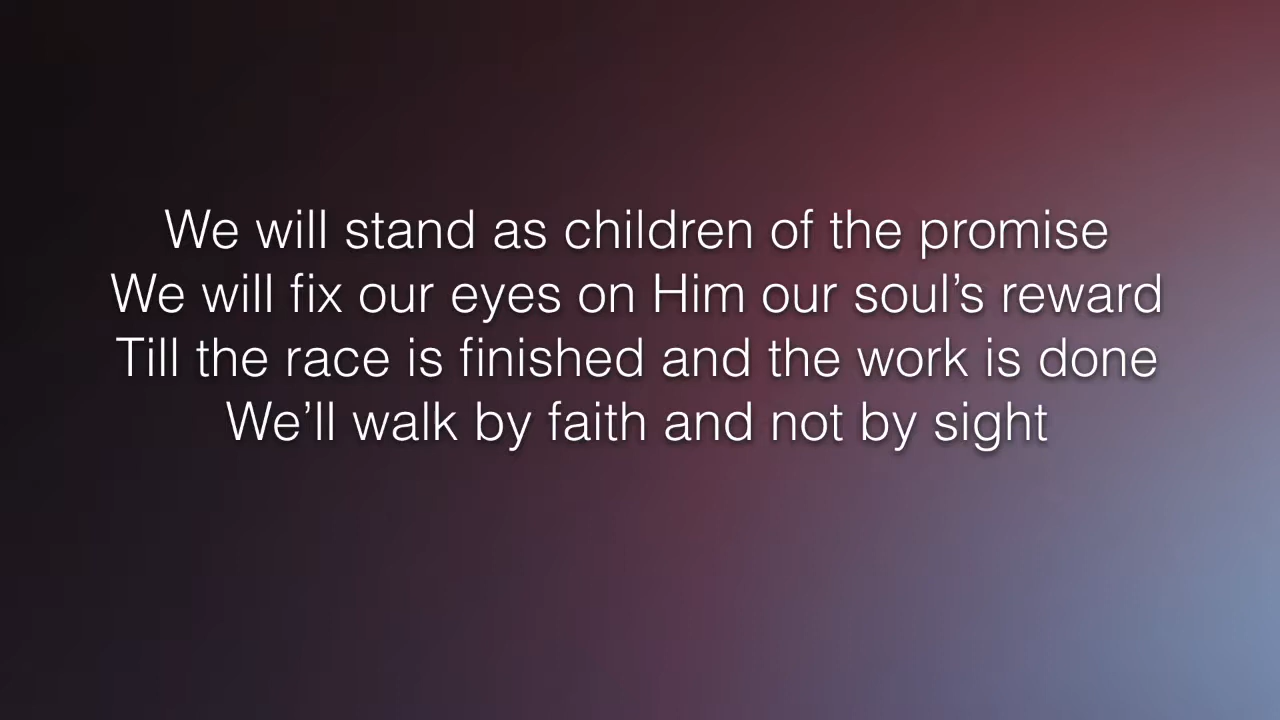 We will stand as children of the promise
We will fix our eyes on Him our soul’s reward
Till the race is finished and the work is done
We’ll walk by faith and not by sight